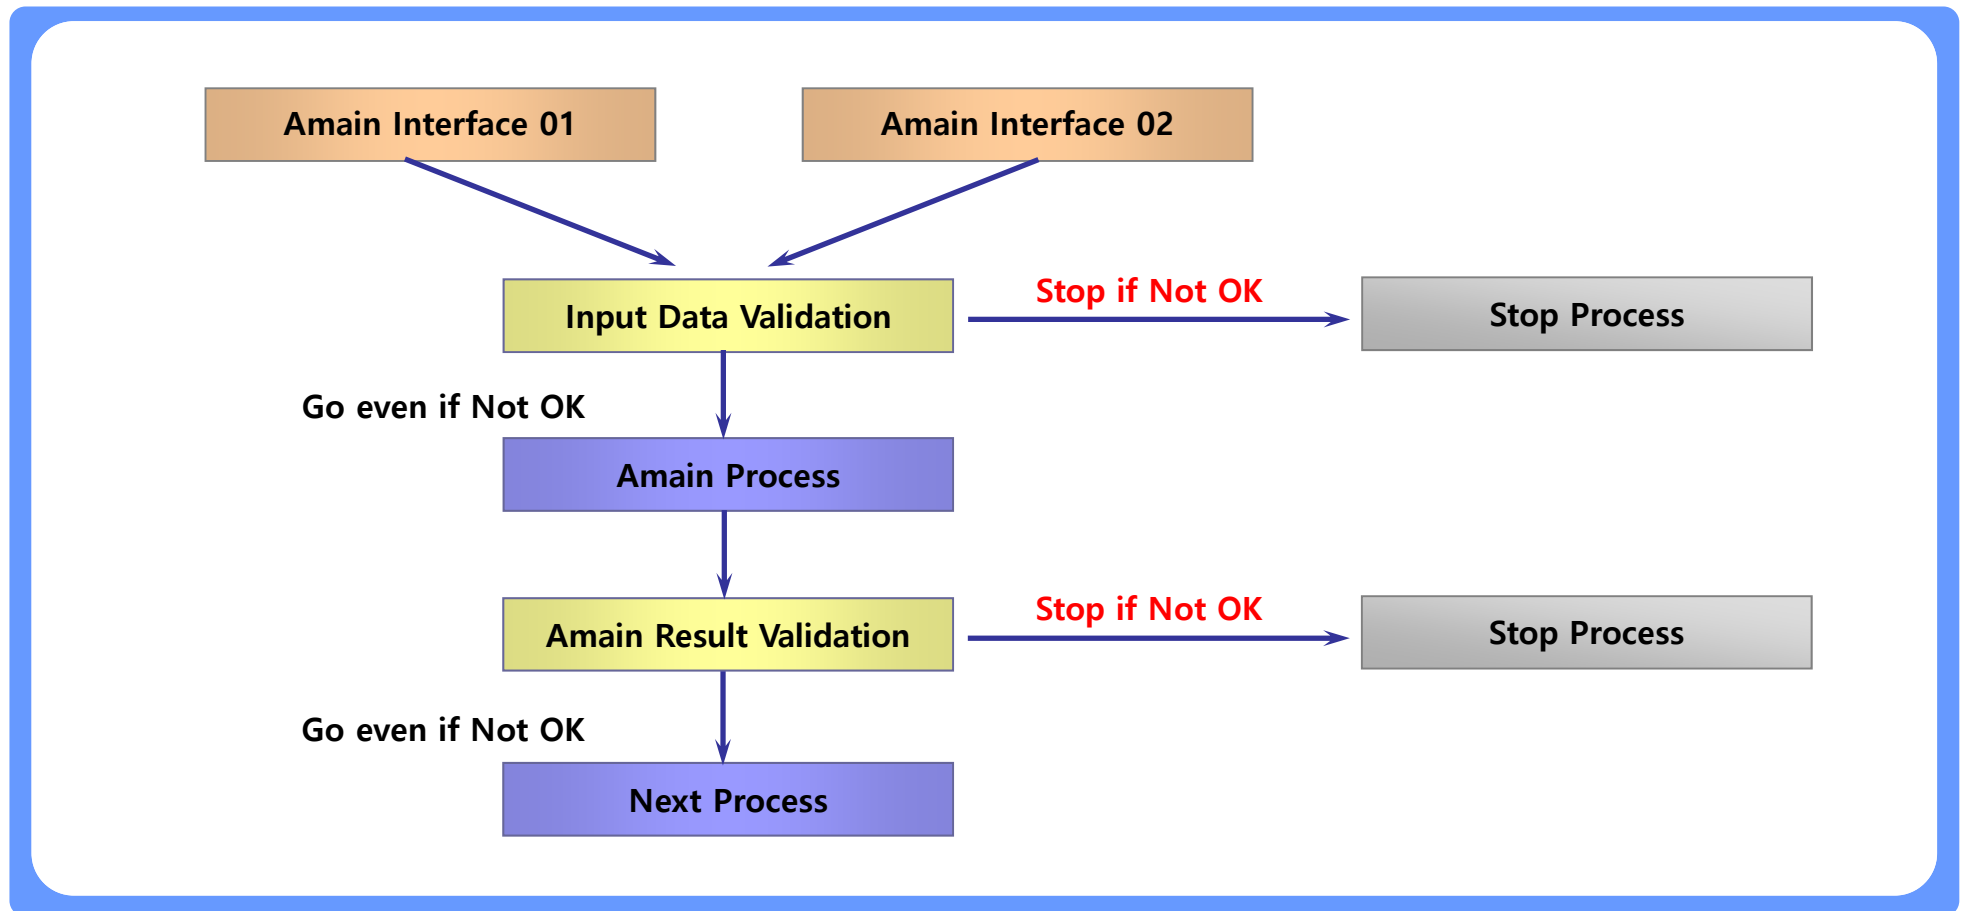 Amain Interface 01
Amain Interface 02
Stop if Not OK
Input Data Validation
Stop Process
Go even if Not OK
Amain Process
Stop if Not OK
Amain Result Validation
Stop Process
Go even if Not OK
Next Process